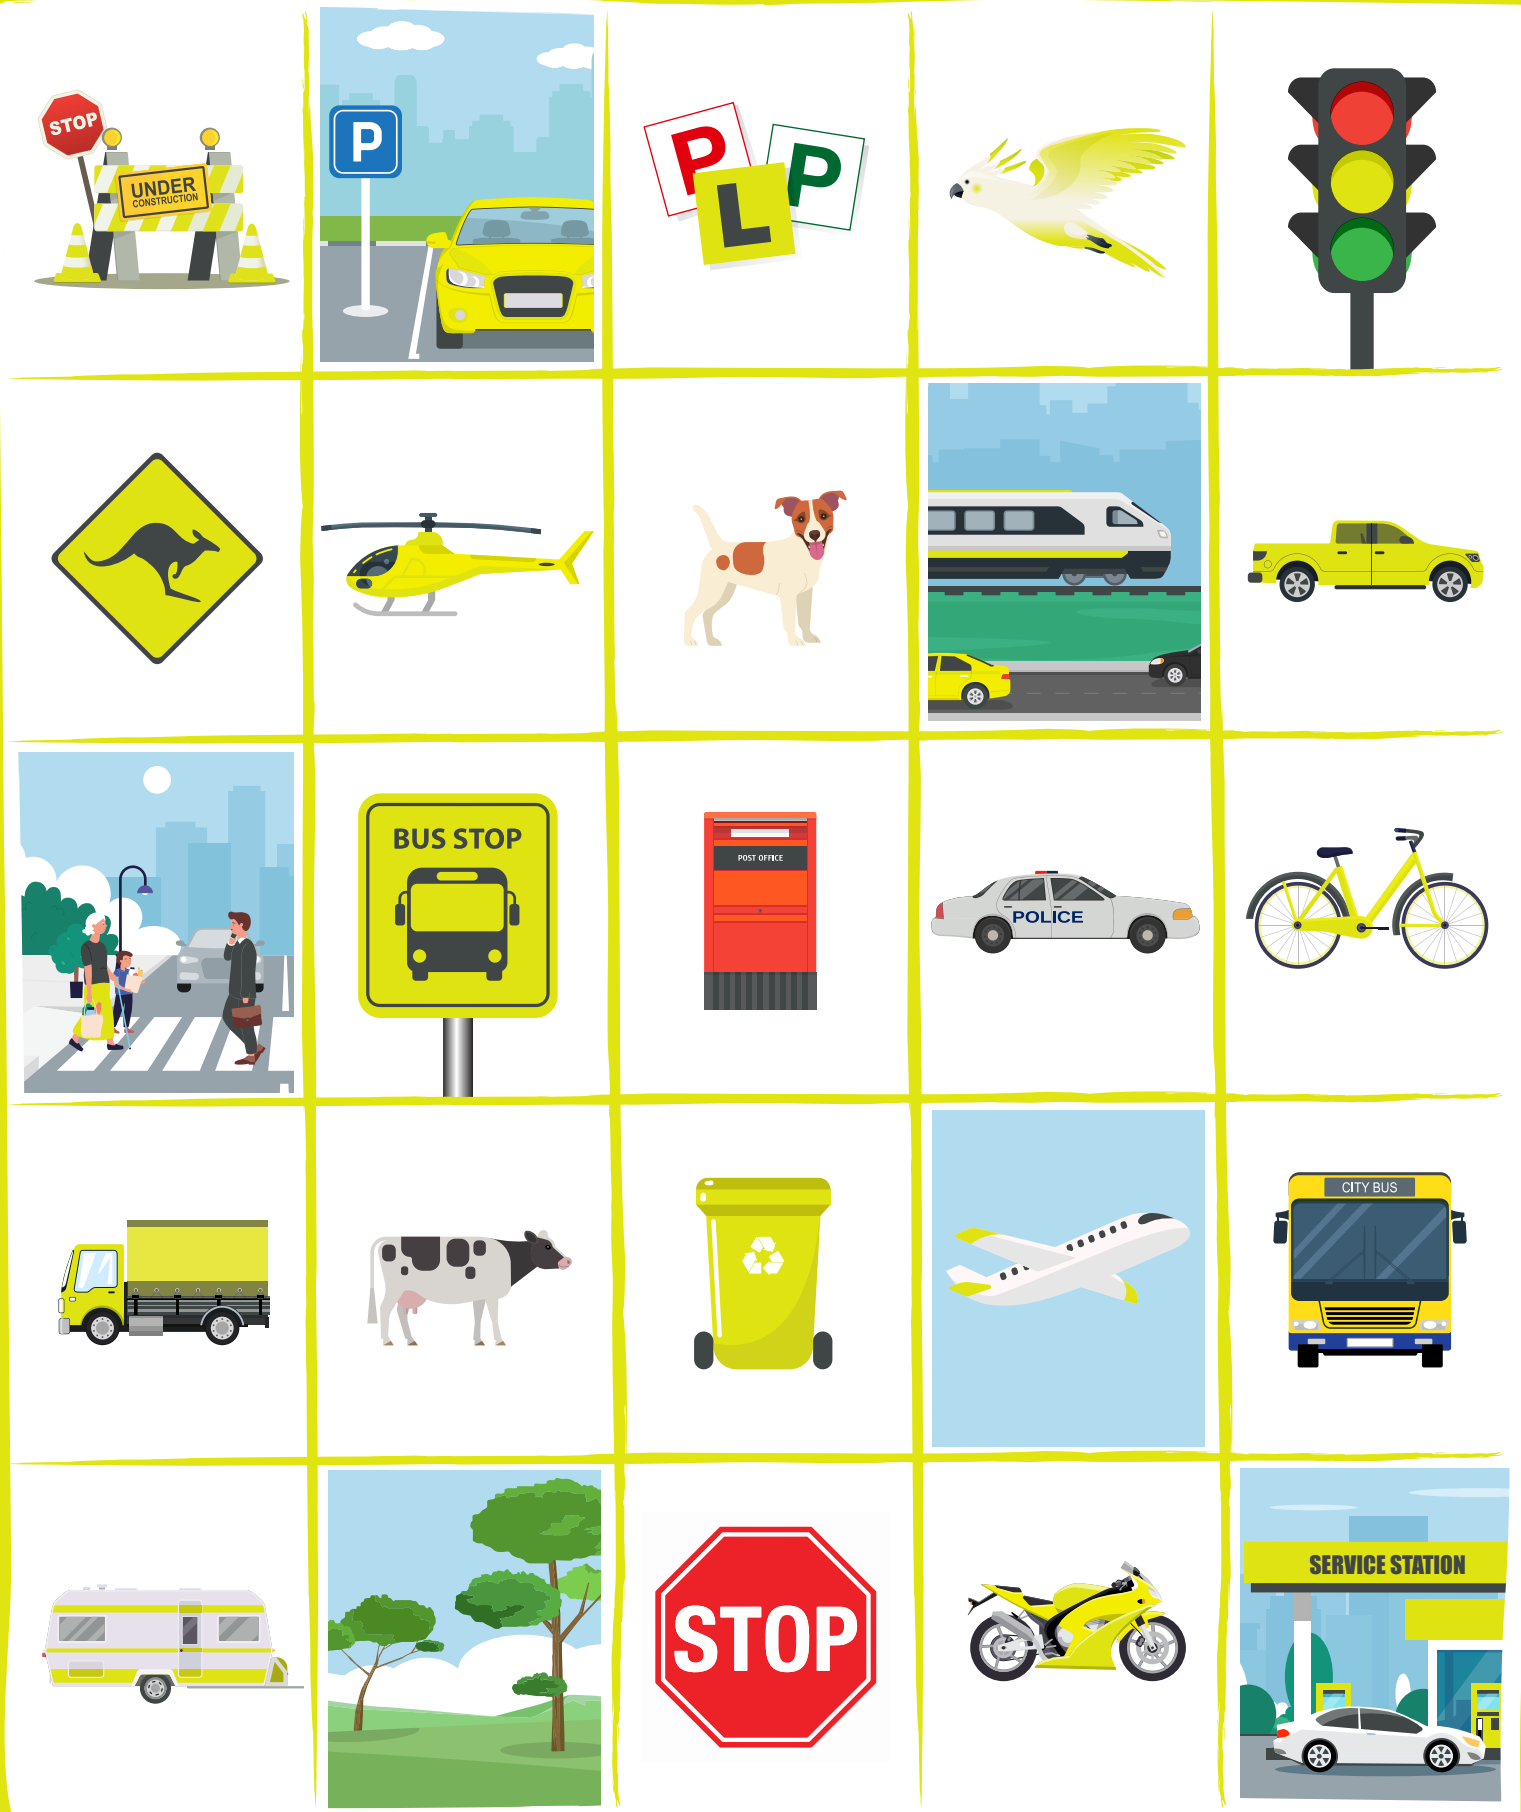 STOP
UNDER
CONSTRUCTION
P
P
L
P
BUS STOP
POST OFFICE
POLICE
CITY BUS
STOP
SERVICE STATION